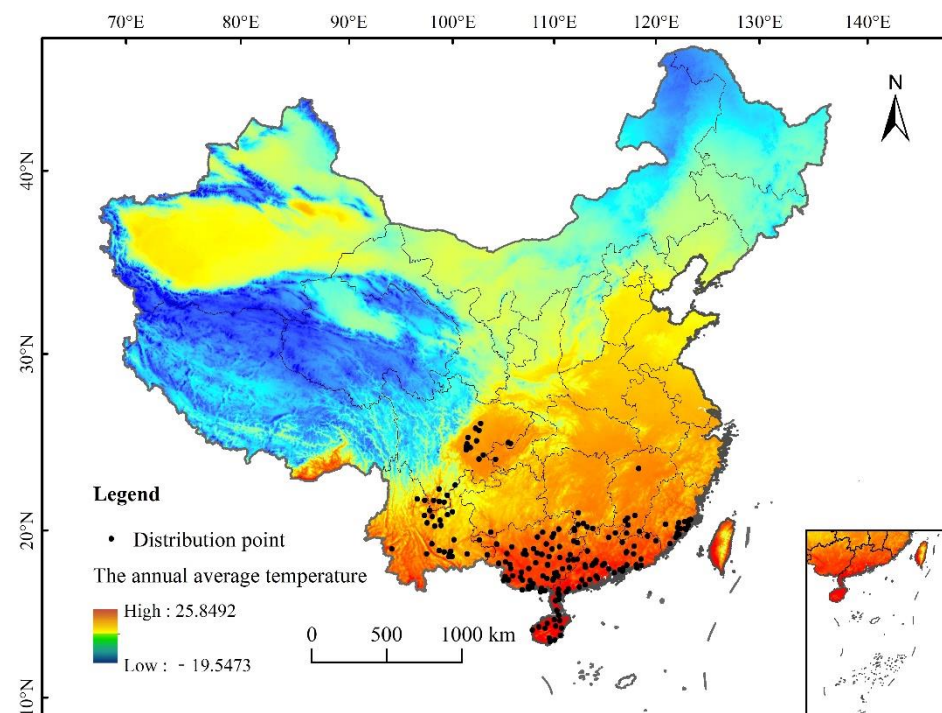 70°E 80°E 90°E 100°E 110°E 120°E 130°E 140°E
N
40°N
30°N
20°N
10°N
Legend
Distribution point
The annual average temperature
High : 25.8492
Low : - 19.5473
0 500 1000 km